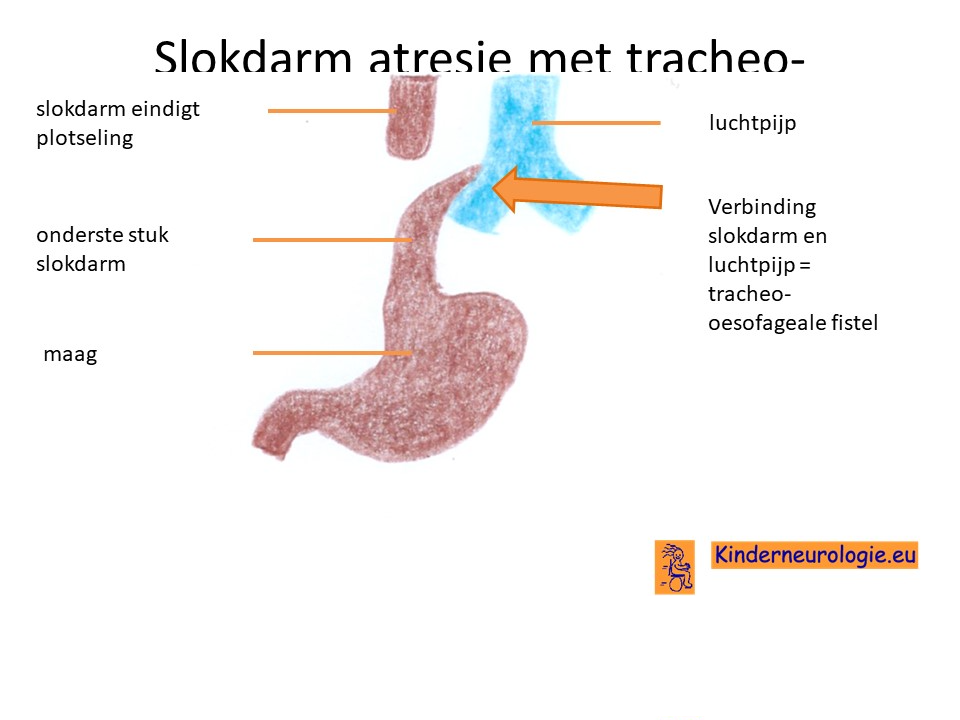 Slokdarm atresie met tracheo-
slokdarm eindigt
plotseling
luchtpijp
Verbinding
slokdarm en
luchtpijp =
tracheo-
oesofageale fistel
onderste stuk
slokdarm
maag
Kinderneurologie.eu